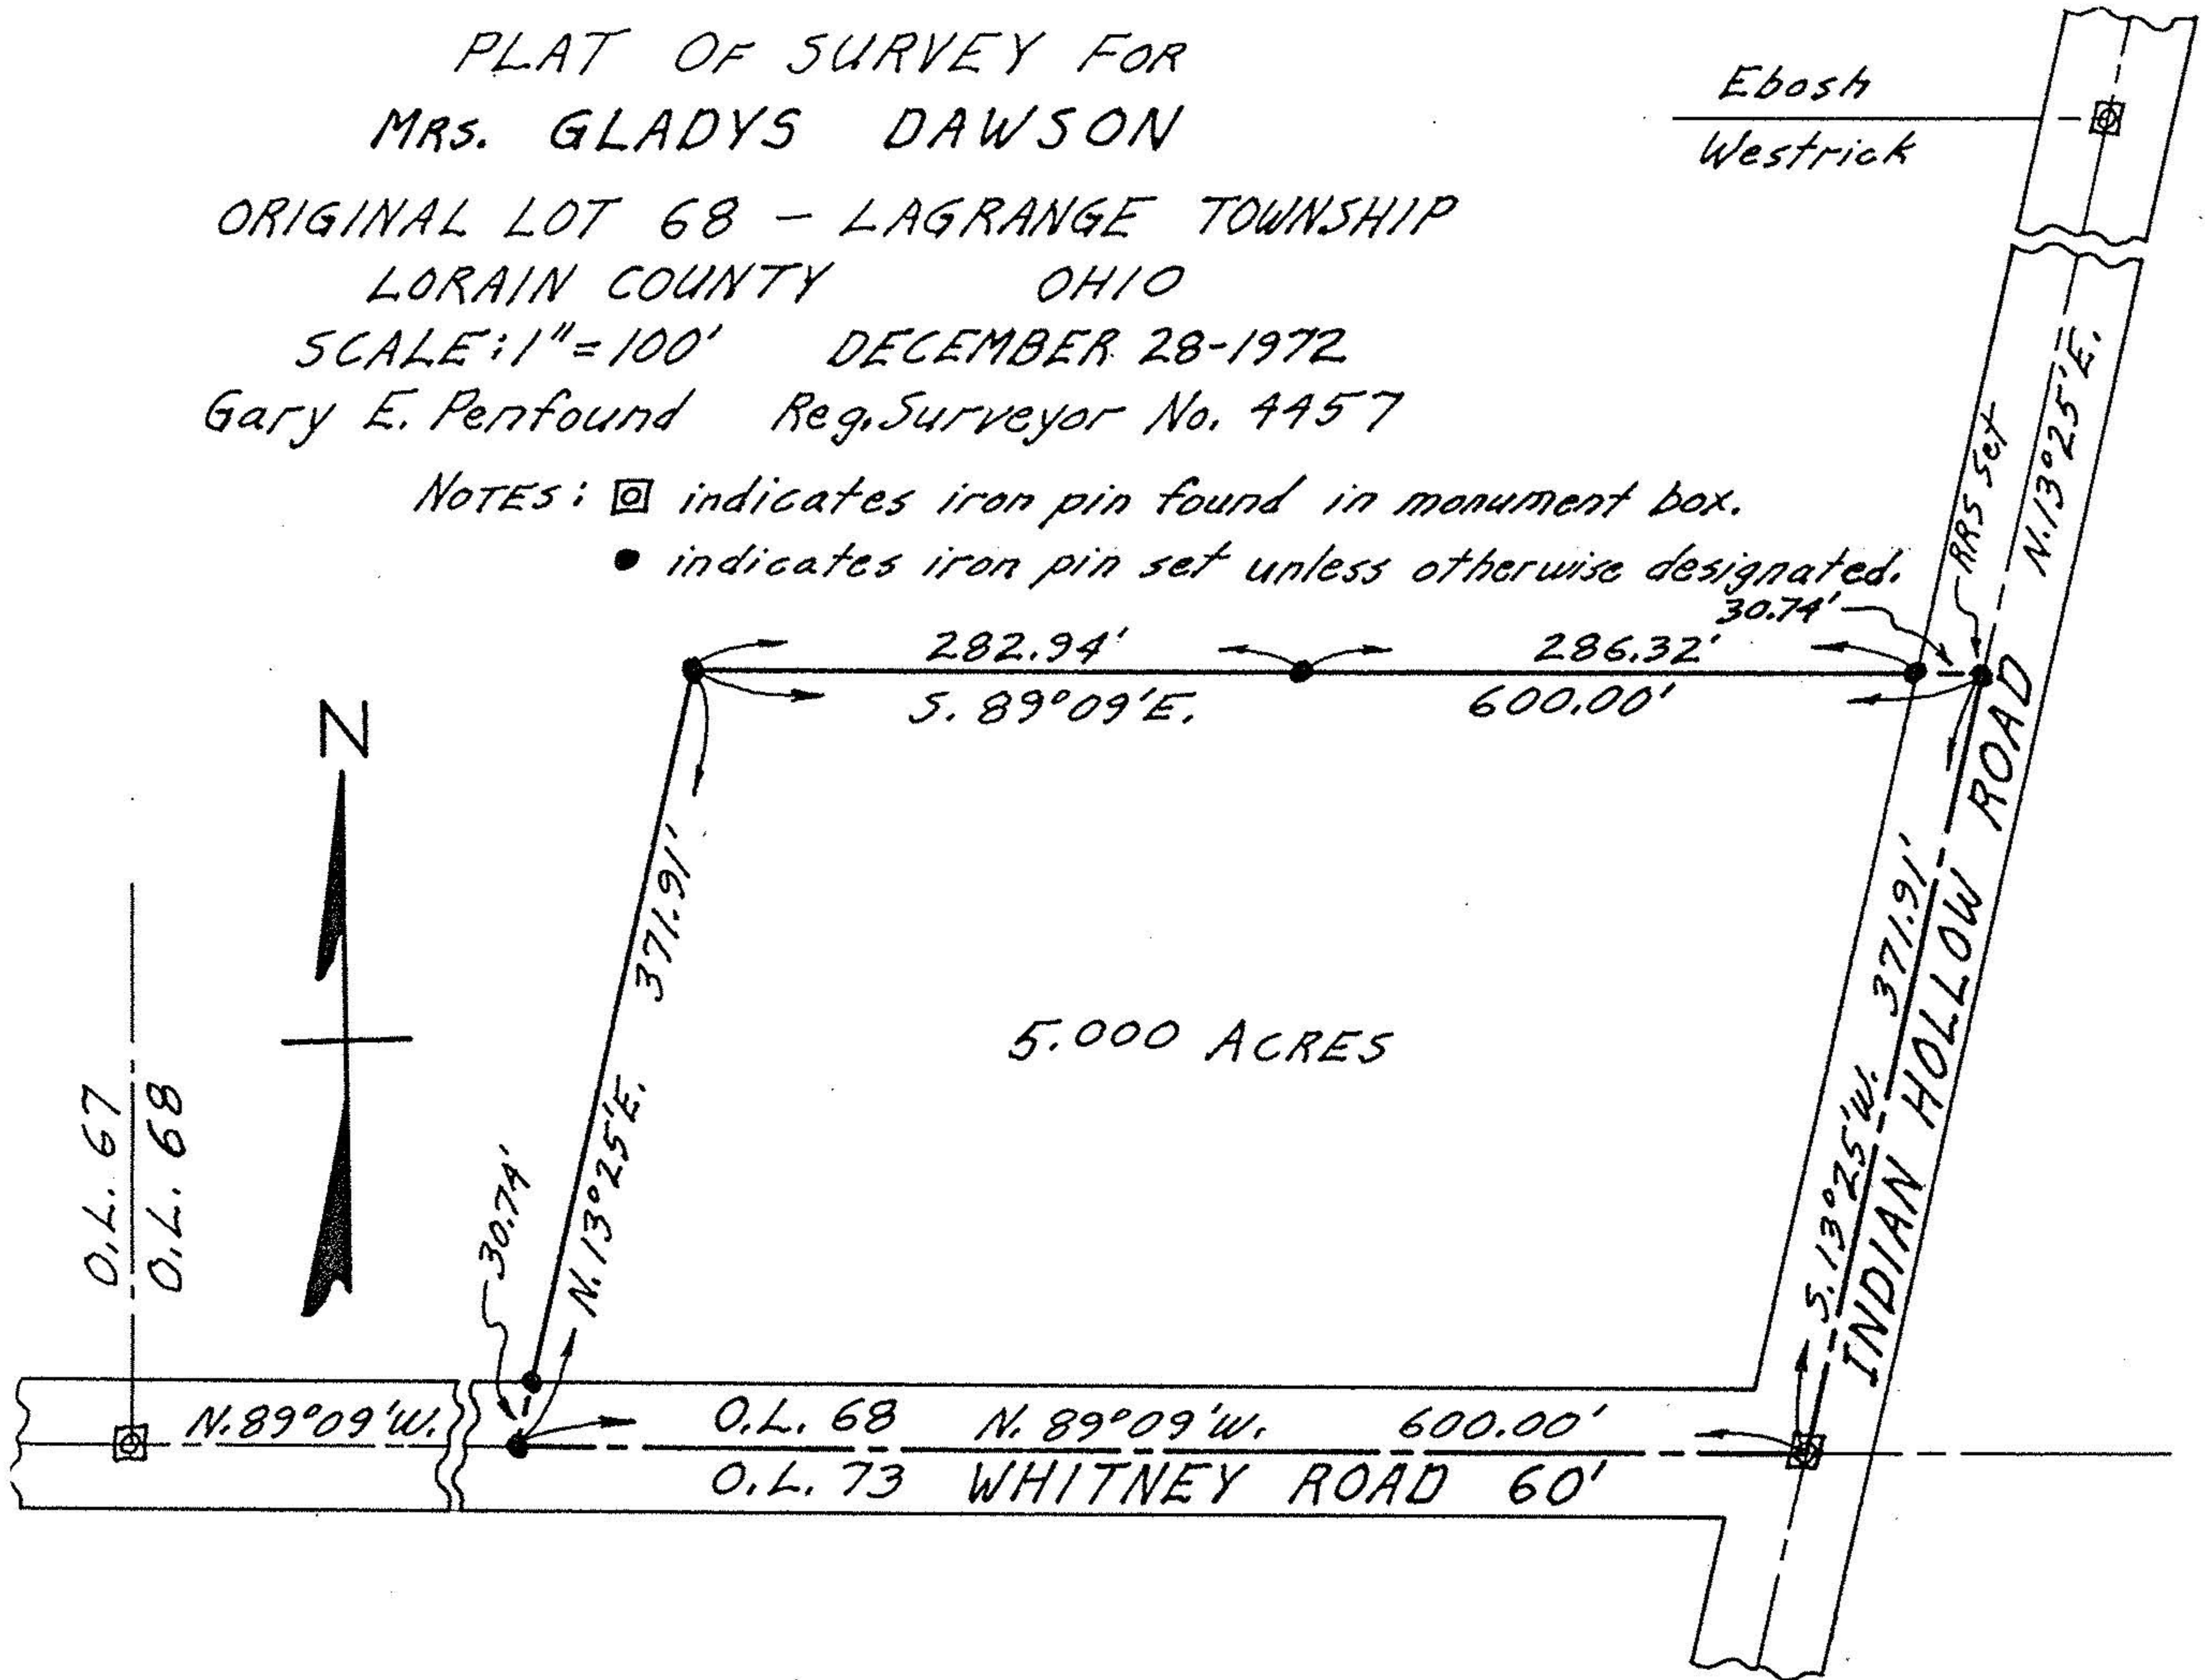 PLAT OF SURVEY FOR
MRS. GLADYS DAWSON
ORIGINAL LOT 68 - LAGRANGE TOWNSHIP
LORAIN COUNTY OHIO
SCALE: 1"=100' DECEMBER 28-1972
Gary E. Penfound Reg. Surveyor No. 4457
NOTES: indicates iron pin found in monument box.
indicates iron pin set unless otherwise designated.
Ebosh
Westrick
RRS Set
N.13°25'E.
30.74'
282.94'
286.32'
S. 89°09'E.
600.00'
N
371.91'
N.13°25'E.
5.000 ACRES
S.13°25'W. 371.91'
INDIAN HOLLOW ROAD
O.L. 67
O.L. 68
30.74'
N.89°09'W.
O.L. 68 N. 89°09'W. 600.00'
O.L. 73 WHITNEY ROAD 60'